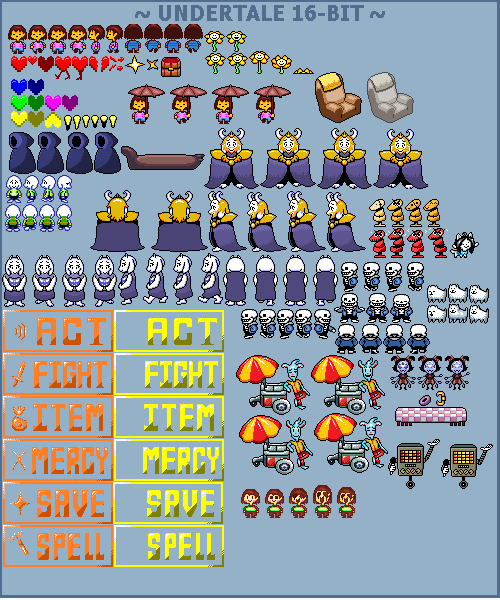 ~ UNDERTALE 16-BIT ~
ACT ACT
FIGHT FIGHT
ITEM ITEM
MERCY MERCY
SAVE SAVE
SPELL SPELL